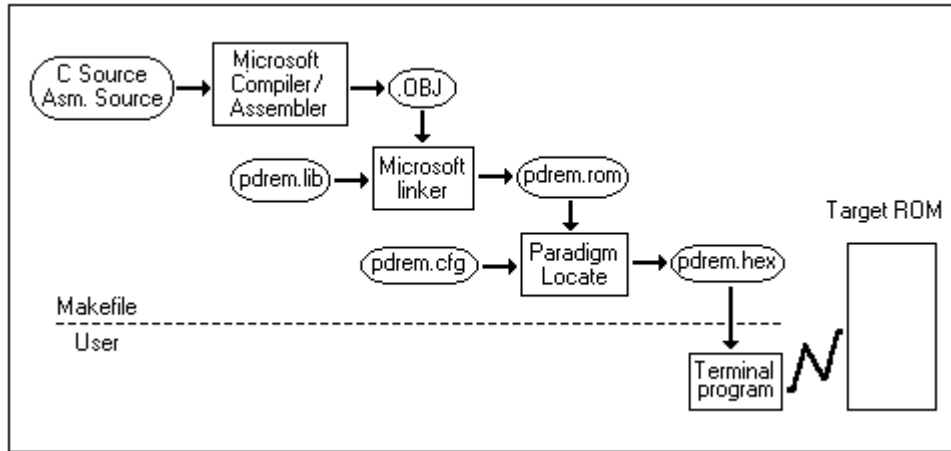 C Source
Asm. Source
Microsoft
Compiler/
Assembler
.OBJ
pdrem.lib
Microsoft
linker
pdrem.rom
Target ROM
pdrem.cfg
Paradigm
Locate
pdrem.hex
Makefile
User
Terminal
program